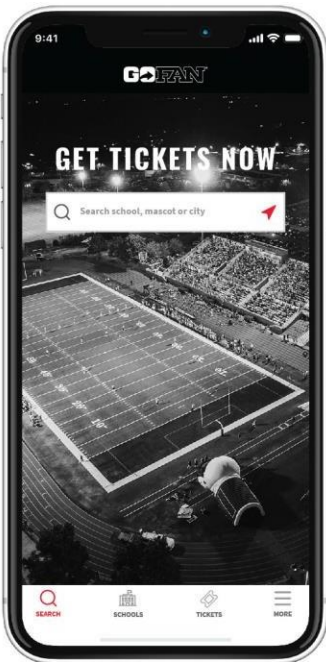 9:41
GOFAN
GET TICKETS NOW
Search school, mascot or city
SEARCH
SCHOOLS
TICKETS
MORE